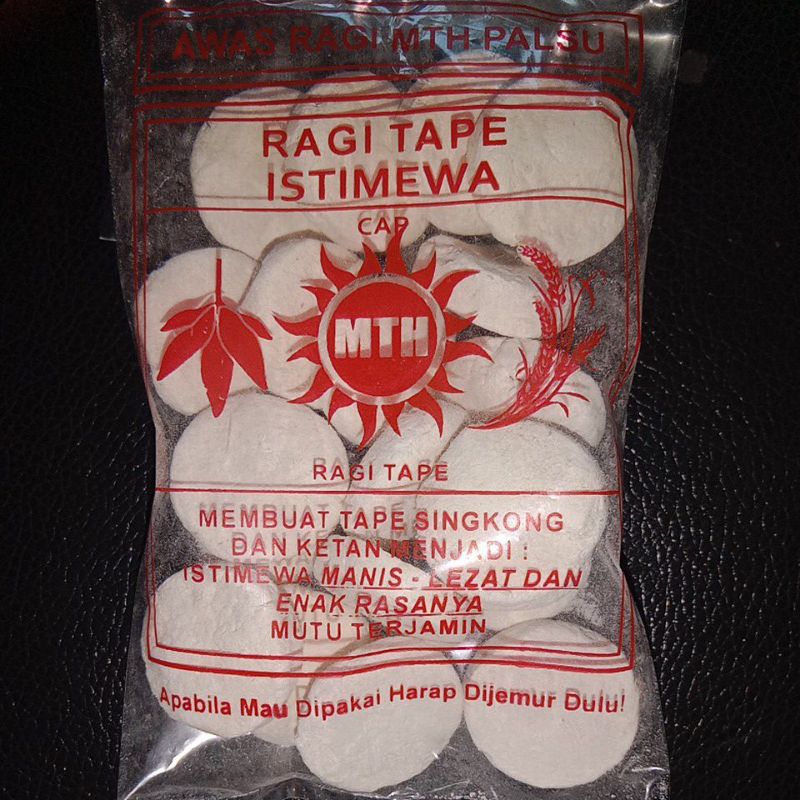 AWAS RAGI MTH PALSU
RAGI TAPE
ISTIMEWA
CAP
MTH
RAGI TAPE
MEMBUAT TAPE SINGKONG
DAN KETAN MENJADI :
ISTIMEWA MANIS - LEZAT DAN
ENAK RASANYA
MUTU TERJAMIN
Apabila Mau Dipakai Harap Dijemur Dulu!